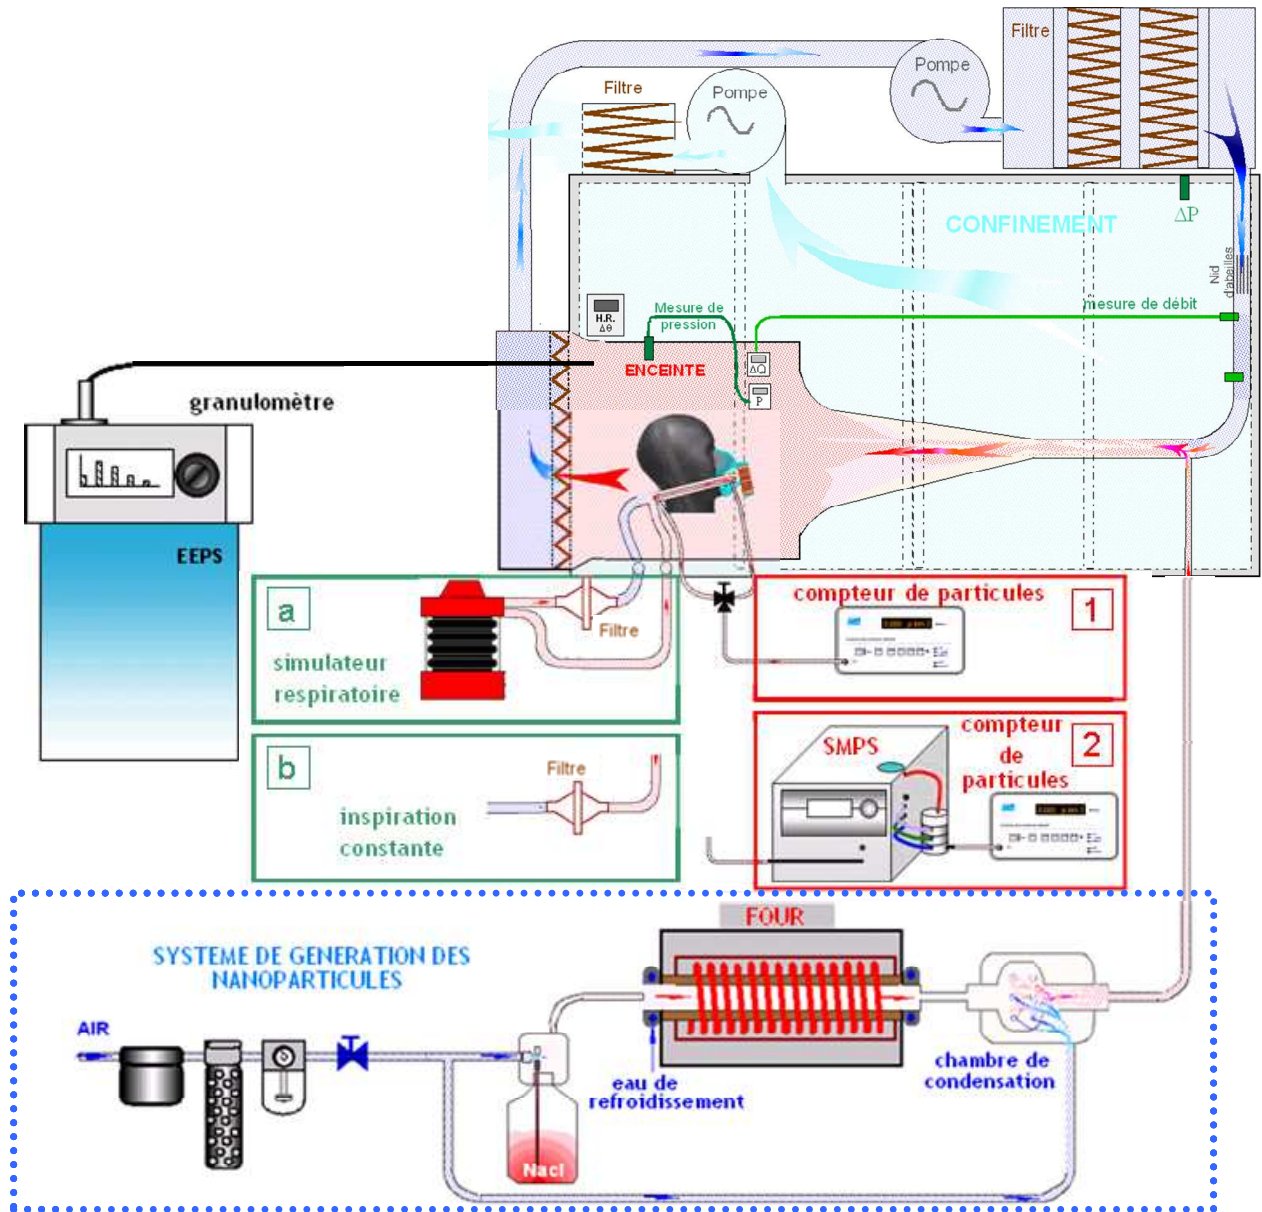 Filtre
Pompe
Filtre
Pompe
CONFINEMENT
ΔP
Nid
d'abeilles
H.R.
Δθ
Mesure de
pression
mesure de débit
ENCEINTE
ΔQ
P
granulomètre
EEPS
a
simulateur
respiratoire
Filtre
compteur de particules
1
b
Filtre
inspiration
constante
SMPS
compteur
de
particules
2
FOUR
SYSTEME DE GENERATION DES
NANOPARTICULES
AIR
eau de
refroidissement
chambre de
condensation
Nacl